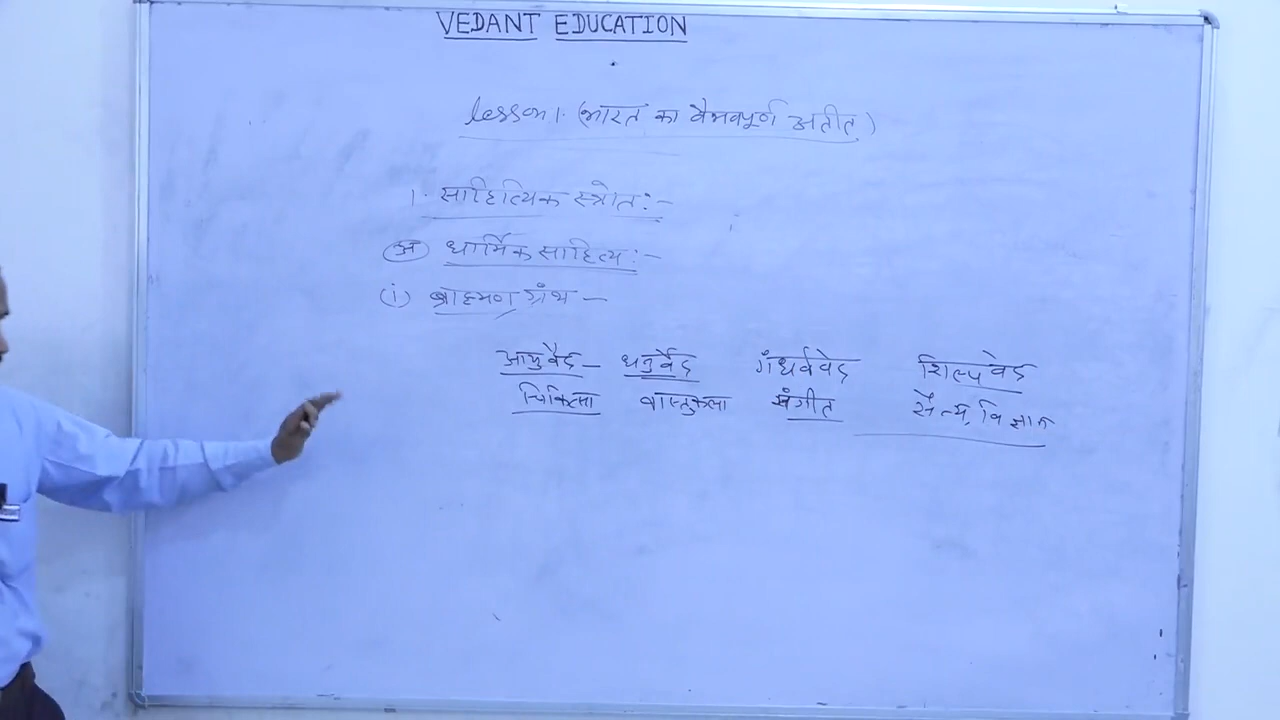 VEDANT EDUCATION
Lesson 1. (भारत का वैभवपूर्ण अतीत)
1. साहित्यिक स्त्रोत :-
(अ) धार्मिक साहित्य :-
(i) ब्राह्मण ग्रंथ -
आयुर्वेद - धनुर्वेद गंधर्ववेद शिल्पवेद
चिकित्सा वास्तुकला संगीत सैन्य, विज्ञान